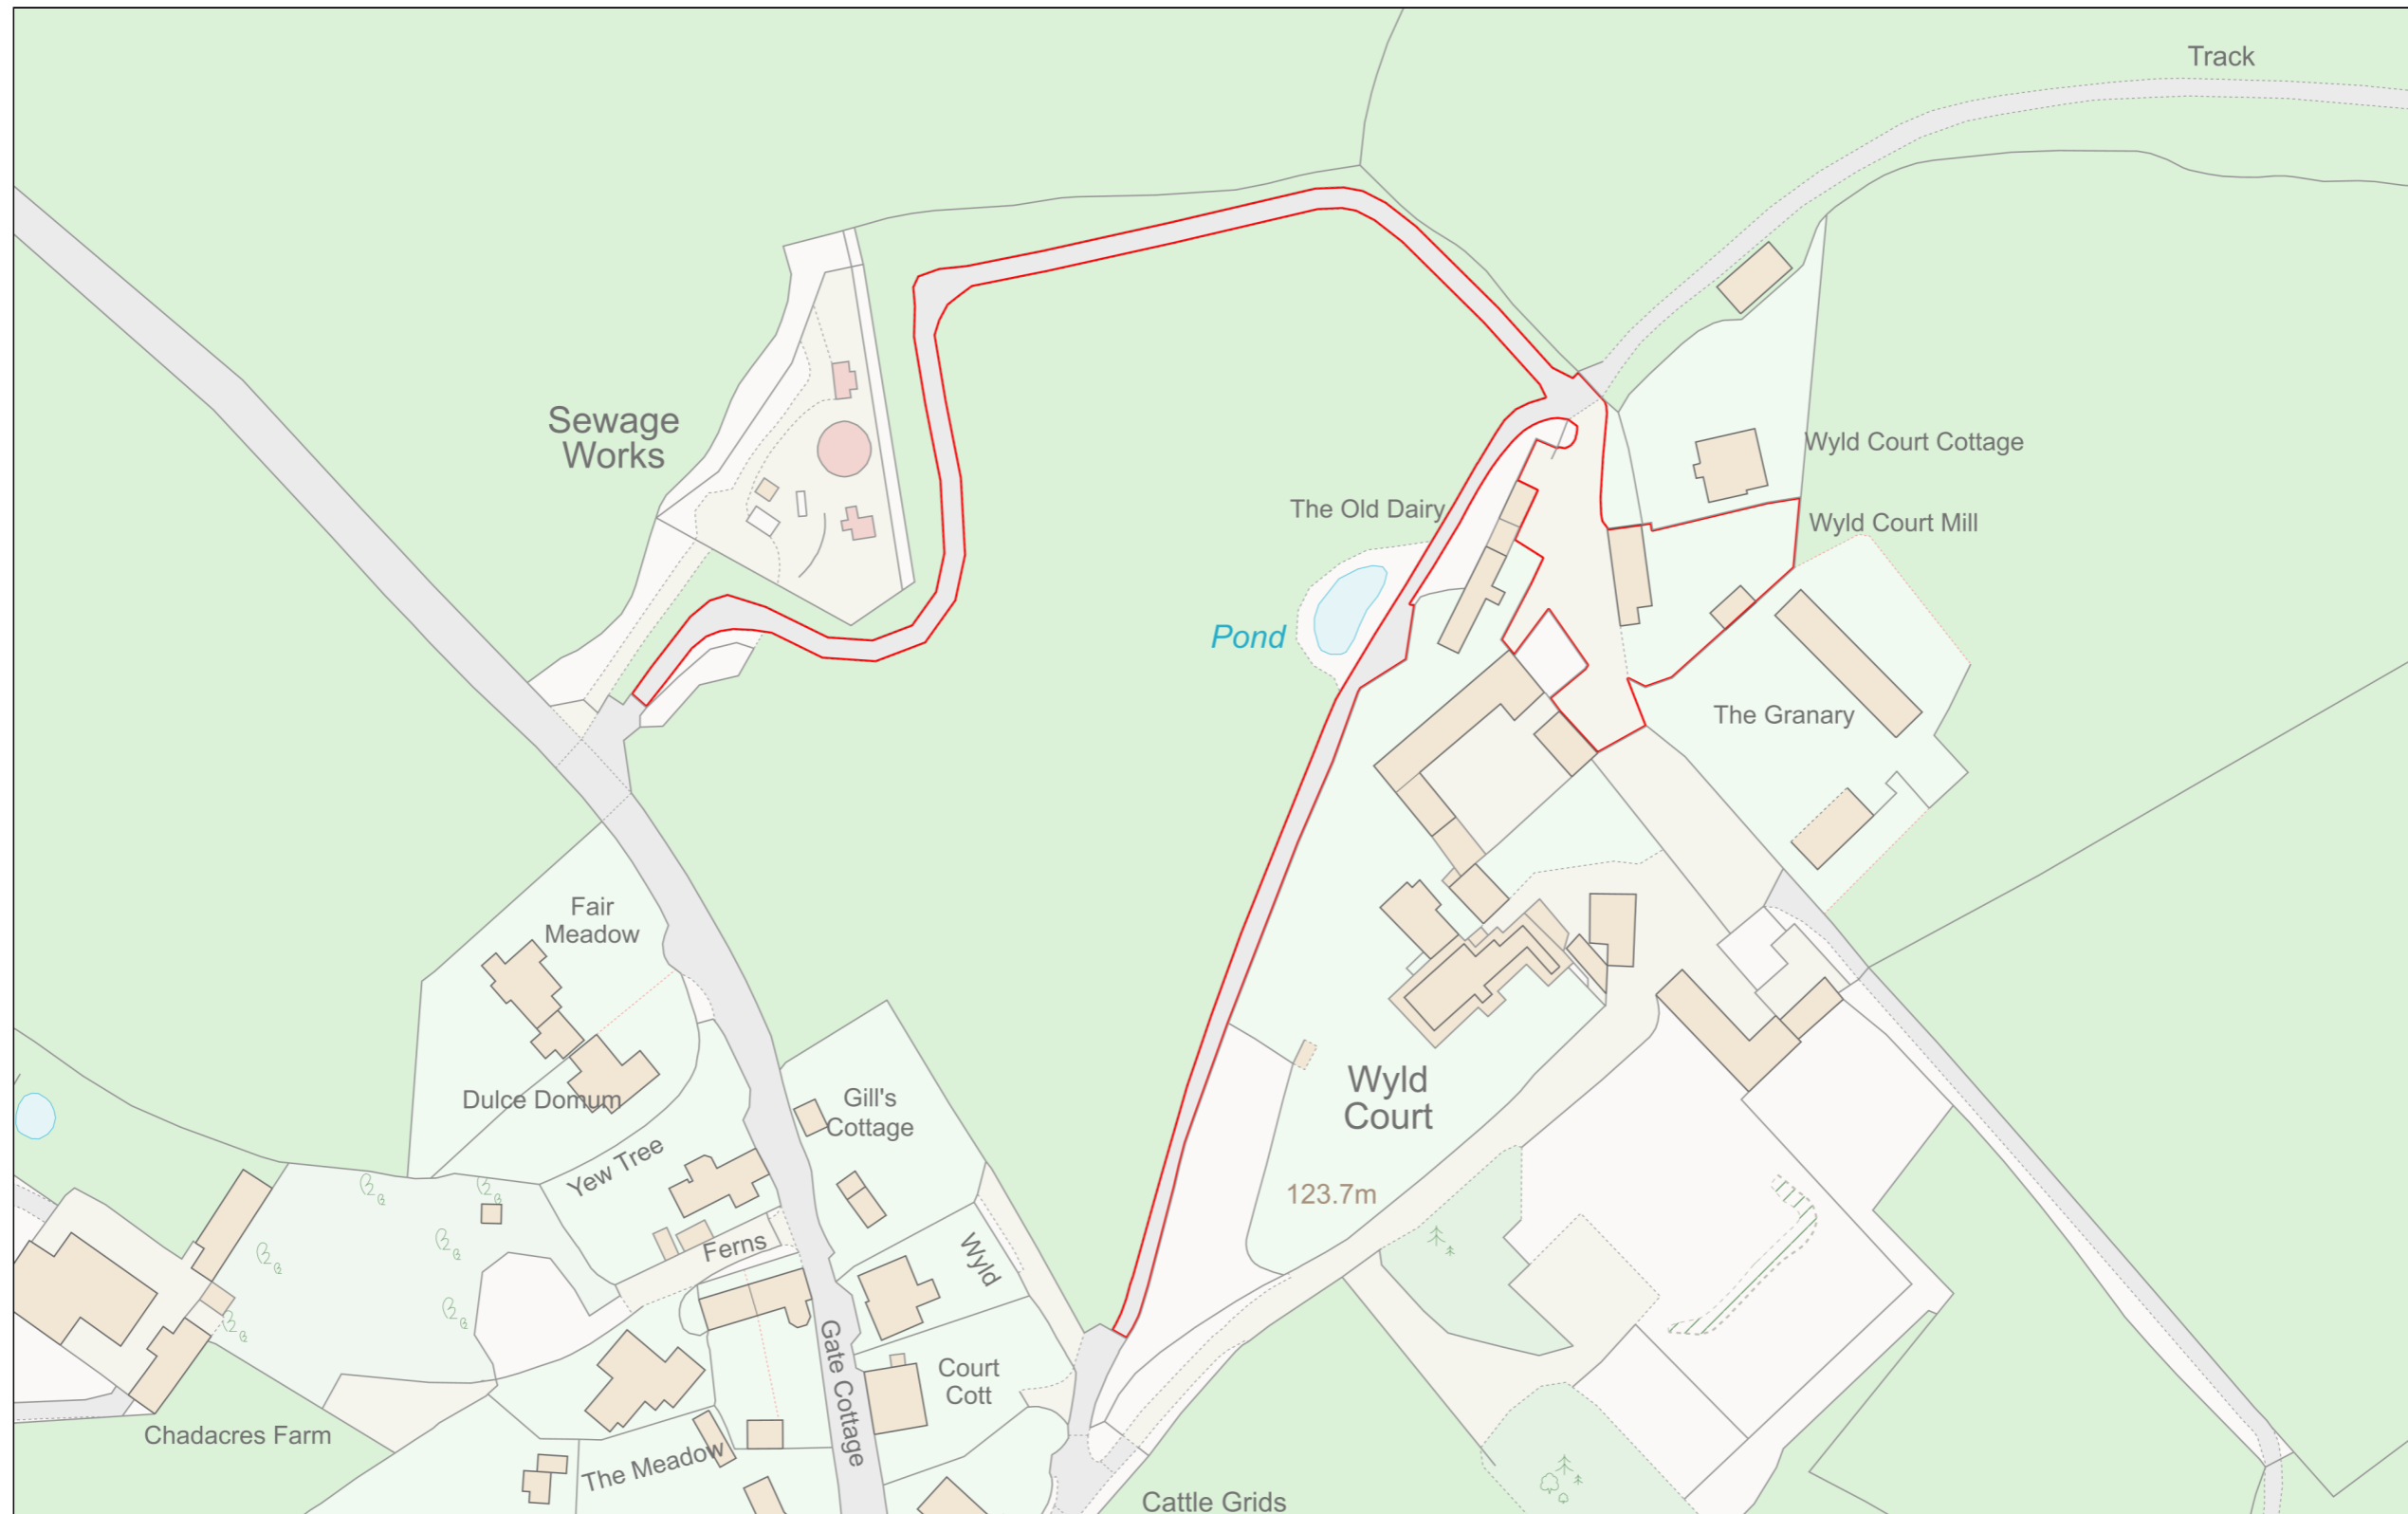 Track
Sewage
Works
Wyld Court Cottage
The Old Dairy
Wyld Court Mill
Pond
The Granary
Fair
Meadow
Dulce Domum
Gill's
Cottage
Wyld
Court
Yew Tree
123.7m
Ferns
Wyld
Gate Cottage
Court
Cott
Chadacres Farm
The Meadow
Cattle Grids